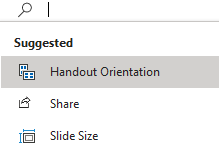 Suggested
Handout Orientation
Share
Slide Size